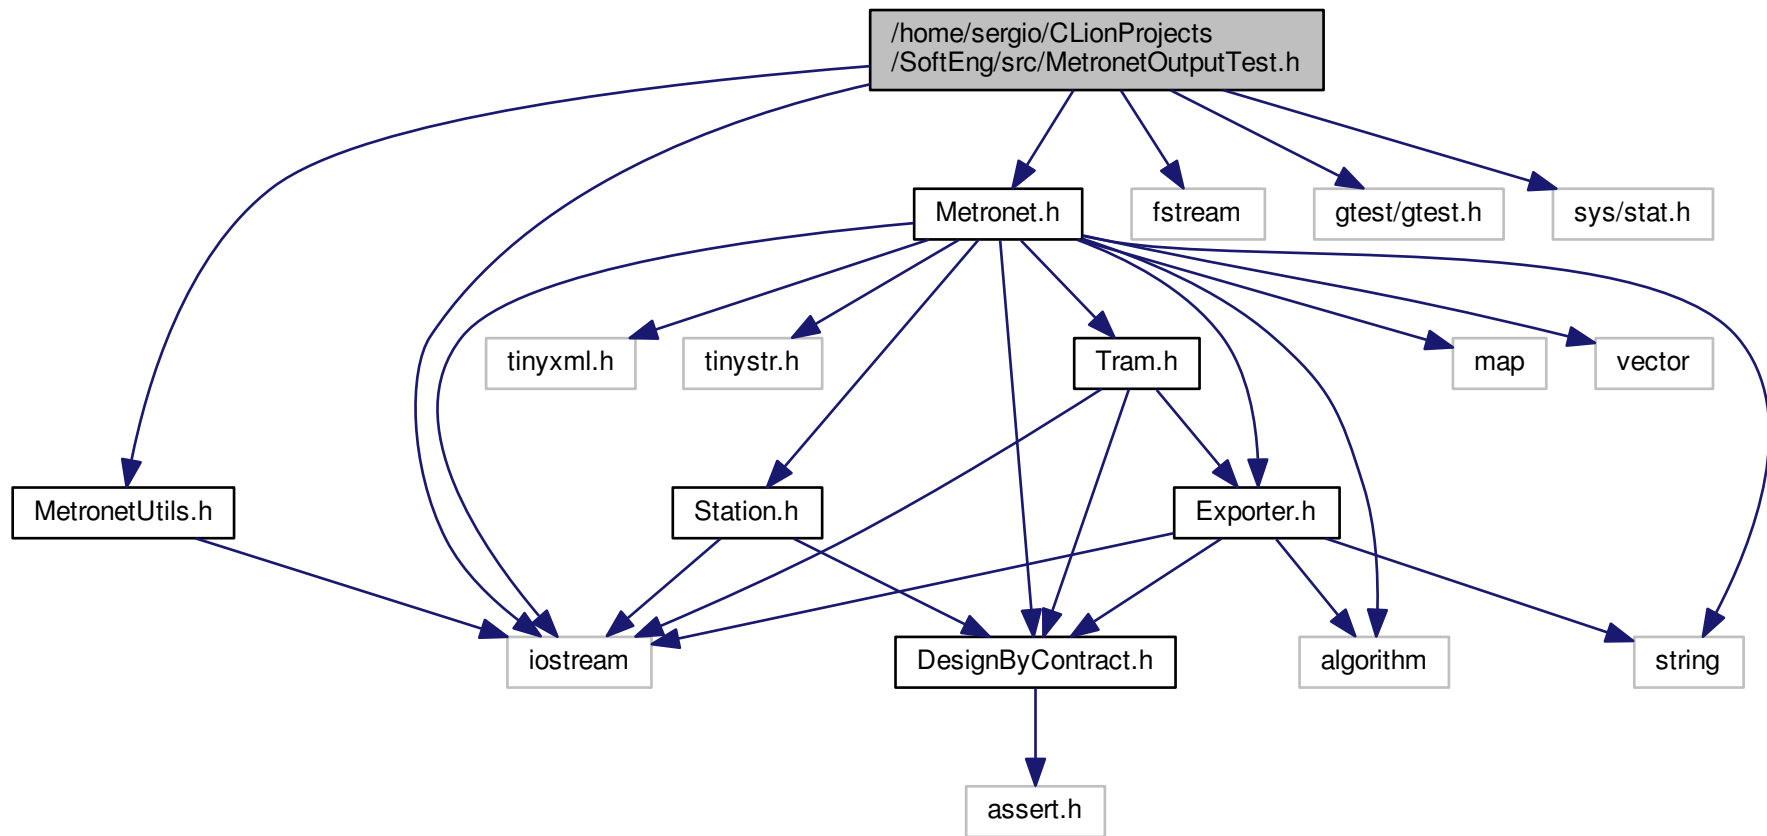 /home/sergio/CLionProjects
/SoftEng/src/MetronetOutputTest.h
Metronet.h
fstream
gtest/gtest.h
sys/stat.h
tinyxml.h
tinystr.h
Tram.h
map
vector
MetronetUtils.h
Station.h
Exporter.h
iostream
DesignByContract.h
algorithm
string
assert.h